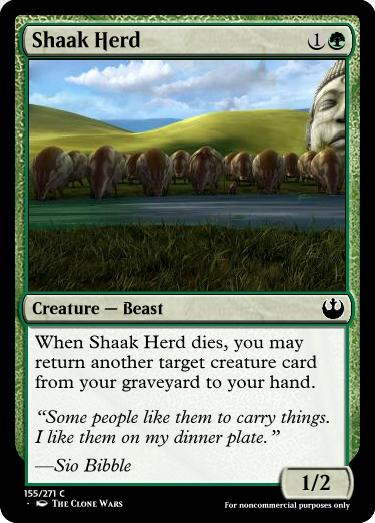 Shaak Herd 1
Creature — Beast
When Shaak Herd dies, you may
return another target creature card
from your graveyard to your hand.
“Some people like them to carry things.
I like them on my dinner plate.”
—Sio Bibble
1/2
155/271 C
· The Clone Wars
For noncommercial purposes only